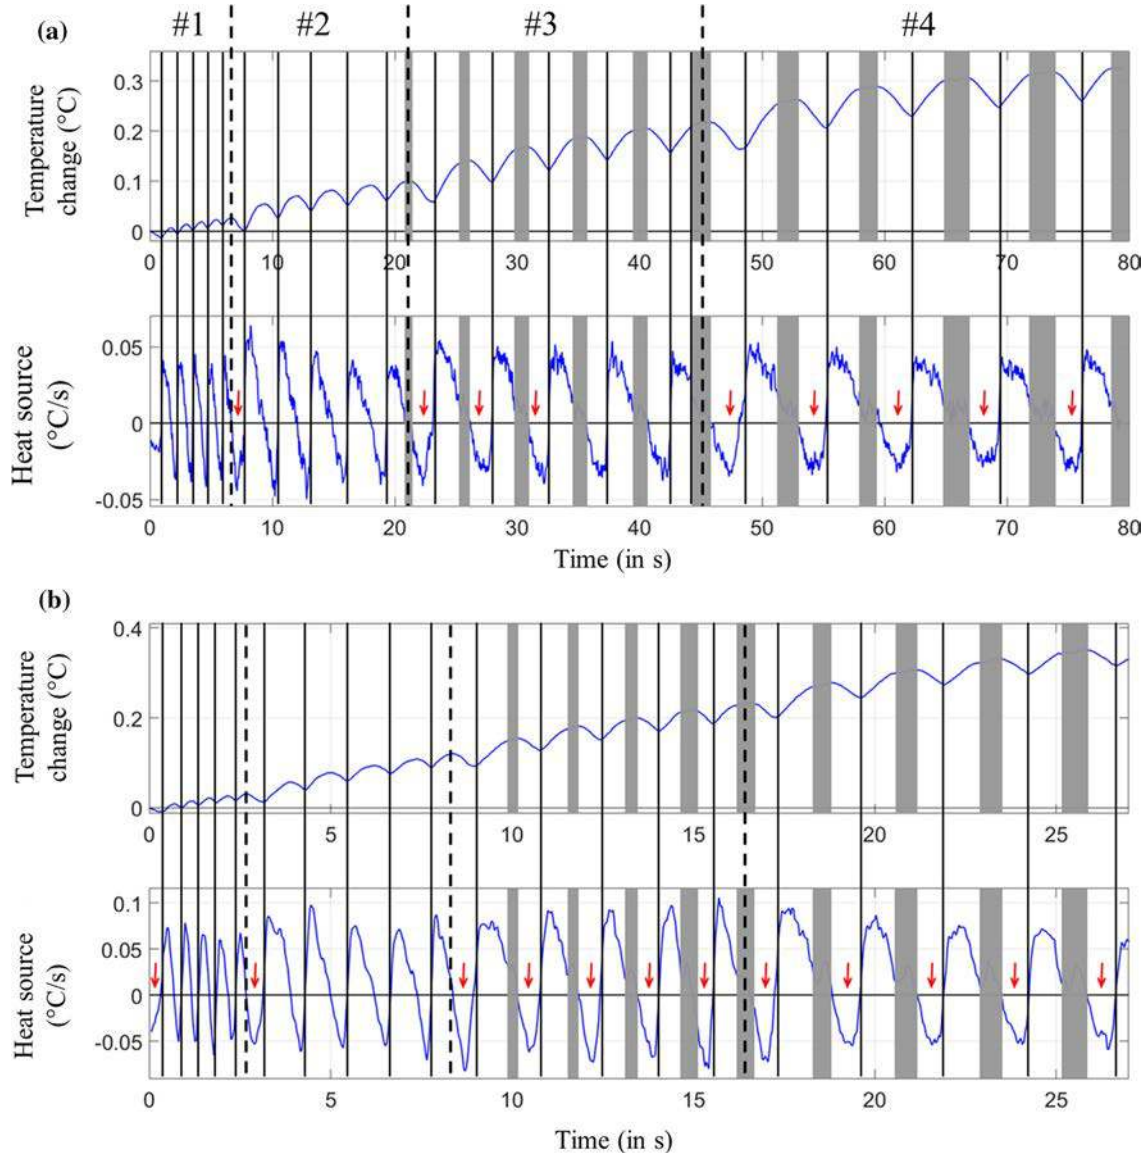 (a) #1 #2 #3 #4
Temperature
change (°C)
0.3
0.2
0.1
0
0 10 20 30 40 50 60 70 80
Heat source
(°C/s)
0.05
0
-0.05
0 10 20 30 40 50 60 70 80
Time (in s)
(b)
Temperature
change (°C)
0.4
0.2
0
0 5 10 15 20 25
Heat source
(°C/s)
0.1
0.05
0
-0.05
0 5 10 15 20 25
Time (in s)